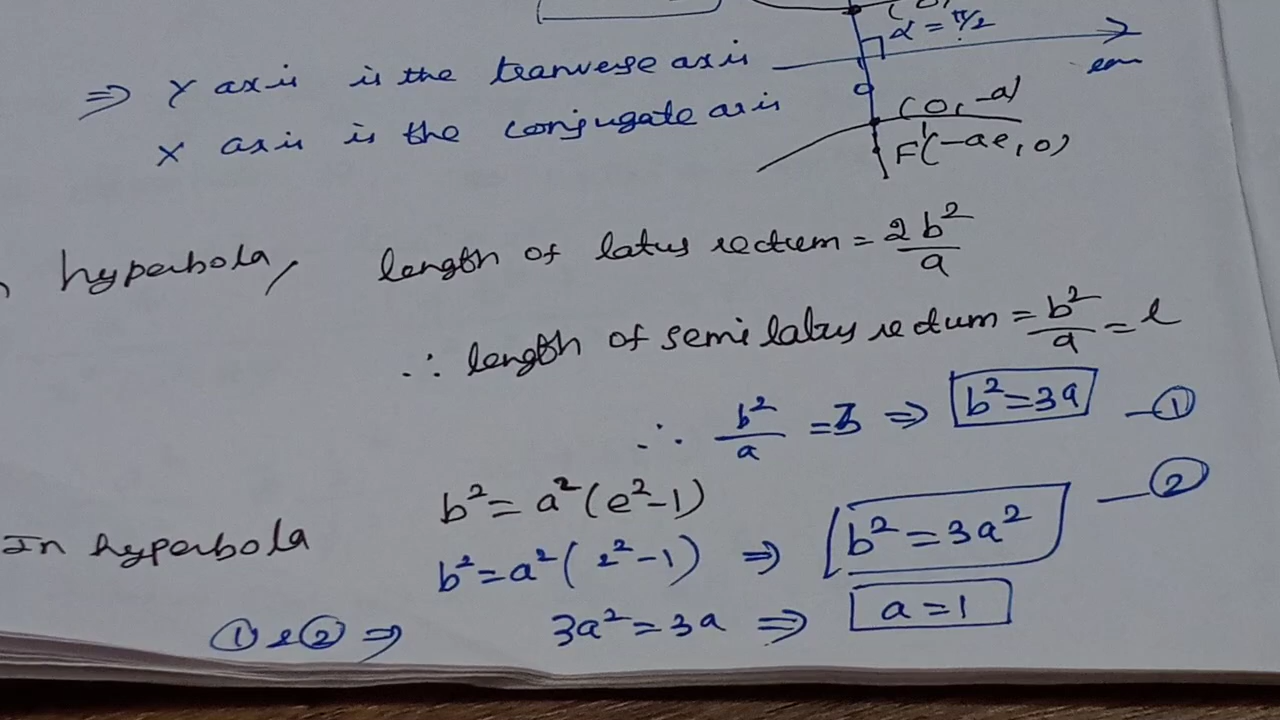 α = π/2
⇒ Y axis is the tranverse axis
X axis is the conjugate axis
(0, -a)
F'(-ae, 0)
hyperbola, length of latus rectum = 2b²/a
∴ length of semi latus rectum = b²/a = l
∴ b²/a = 3 ⇒ b² = 3a —①
b² = a²(e²-1)
In hyperbola
b² = a²(2²-1) ⇒ b² = 3a² —②
① & ② ⇒ 3a² = 3a ⇒ a = 1